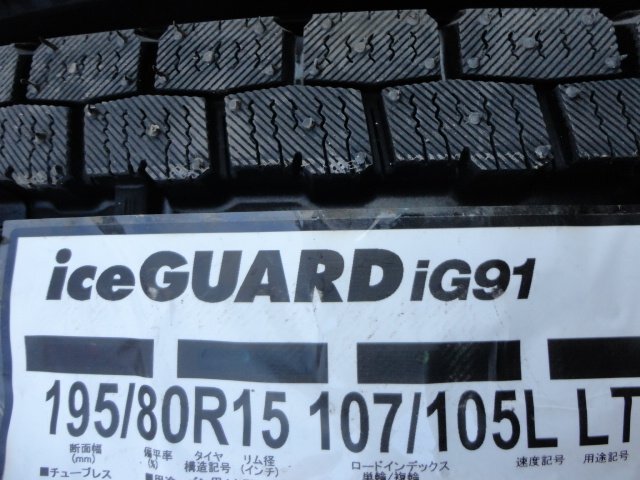 iceGUARD iG91
195/80R15 107/105L LT
断面幅 偏平率 タイヤ リム径 ロードインデックス 速度記号 用途記号
(mm) (%) 構造記号 (インチ) 単輪/複輪
■チューブレス